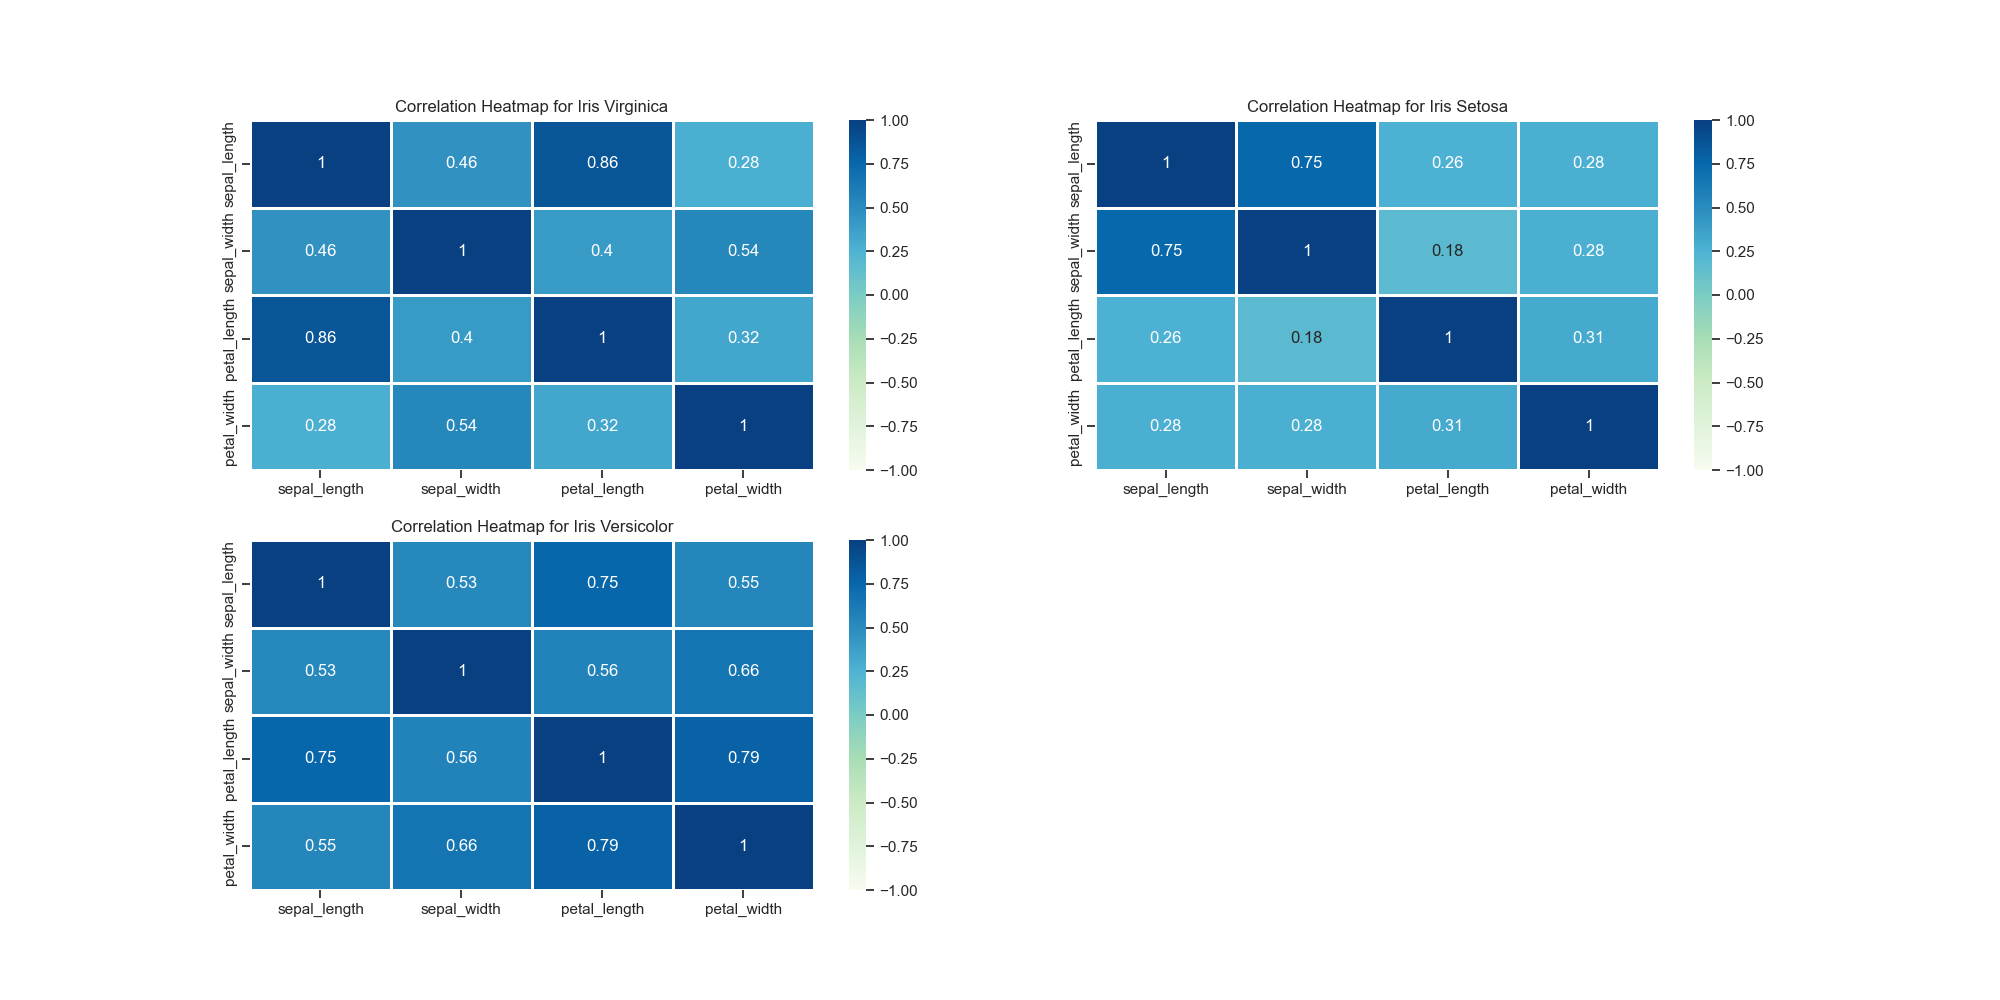 Correlation Heatmap for Iris Virginica
sepal_length 1 0.46 0.86 0.28
sepal_width 0.46 1 0.4 0.54
petal_length 0.86 0.4 1 0.32
petal_width 0.28 0.54 0.32 1
sepal_length sepal_width petal_length petal_width
1.00
0.75
0.50
0.25
0.00
−0.25
−0.50
−0.75
−1.00
Correlation Heatmap for Iris Setosa
sepal_length 1 0.75 0.26 0.28
sepal_width 0.75 1 0.18 0.28
petal_length 0.26 0.18 1 0.31
petal_width 0.28 0.28 0.31 1
sepal_length sepal_width petal_length petal_width
1.00
0.75
0.50
0.25
0.00
−0.25
−0.50
−0.75
−1.00
Correlation Heatmap for Iris Versicolor
sepal_length 1 0.53 0.75 0.55
sepal_width 0.53 1 0.56 0.66
petal_length 0.75 0.56 1 0.79
petal_width 0.55 0.66 0.79 1
sepal_length sepal_width petal_length petal_width
1.00
0.75
0.50
0.25
0.00
−0.25
−0.50
−0.75
−1.00